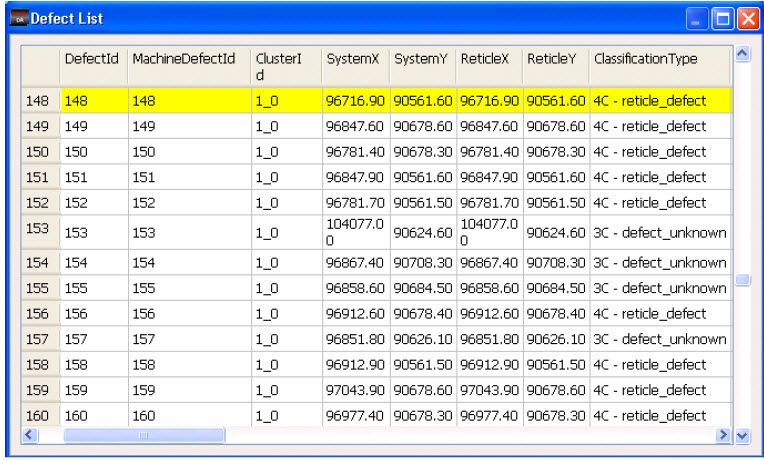 Defect List
DefectId MachineDefectId ClusterI SystemX SystemY ReticleX ReticleY ClassificationType
d
148 148 148 1_0 96716.90 90561.60 96716.90 90561.60 4C - reticle_defect
149 149 149 1_0 96847.60 90678.60 96847.60 90678.60 4C - reticle_defect
150 150 150 1_0 96781.40 90678.30 96781.40 90678.30 4C - reticle_defect
151 151 151 1_0 96847.90 90561.60 96847.90 90561.60 4C - reticle_defect
152 152 152 1_0 96781.70 90561.50 96781.70 90561.50 4C - reticle_defect
153 153 153 1_0 104077.0 90624.60 104077.0 90624.60 3C - defect_unknown
0 0
154 154 154 1_0 96867.40 90708.30 96867.40 90708.30 3C - defect_unknown
155 155 155 1_0 96858.60 90684.50 96858.60 90684.50 3C - defect_unknown
156 156 156 1_0 96912.60 90678.40 96912.60 90678.40 4C - reticle_defect
157 157 157 1_0 96851.80 90626.10 96851.80 90626.10 3C - defect_unknown
158 158 158 1_0 96912.90 90561.50 96912.90 90561.50 4C - reticle_defect
159 159 159 1_0 97043.90 90678.60 97043.90 90678.60 4C - reticle_defect
160 160 160 1_0 96977.40 90678.30 96977.40 90678.30 4C - reticle_defect